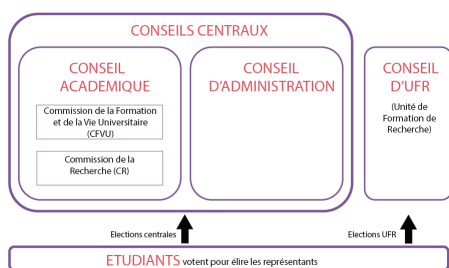 CONSEILS CENTRAUX
CONSEIL
ACADEMIQUE
Commission de la Formation
et de la Vie Universitaire
(CFVU)
Commission de la
Recherche (CR)
CONSEIL
D'ADMINISTRATION
CONSEIL
D'UFR
(Unité de
Formation de
Recherche)
Elections centrales
Elections UFR
ETUDIANTS votent pour élire les représentants